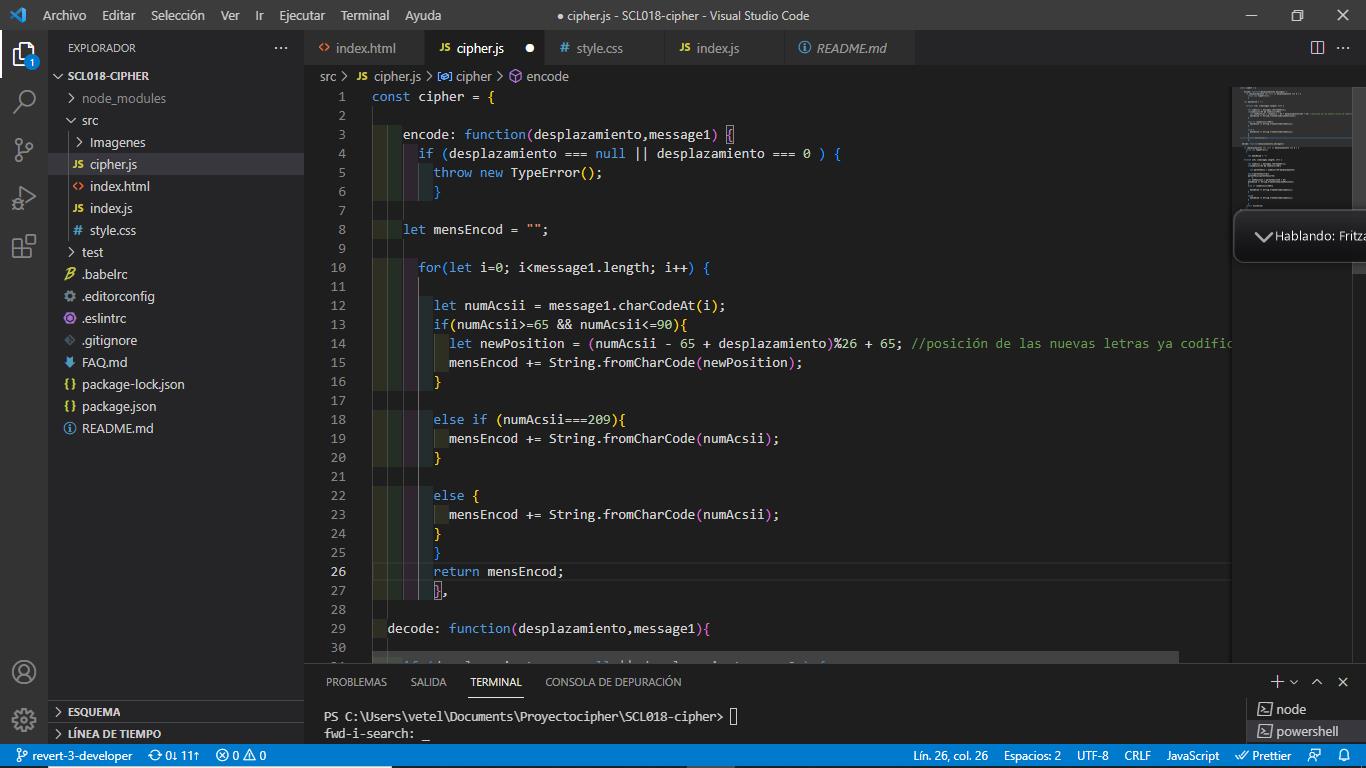 Archivo Editar Selección Ver Ir Ejecutar Terminal Ayuda
● cipher.js - SCL018-cipher - Visual Studio Code
EXPLORADOR
SCL018-CIPHER
node_modules
src
Imagenes
JS cipher.js
<> index.html
JS index.js
# style.css
test
.babelrc
.editorconfig
.eslintrc
.gitignore
FAQ.md
{} package-lock.json
{} package.json
README.md
ESQUEMA
LÍNEA DE TIEMPO
1
<> index.html
JS cipher.js ●
# style.css
JS index.js
README.md
src > JS cipher.js > cipher > encode
1 const cipher = {
2
3 encode: function(desplazamiento,message1) {
4 if (desplazamiento === null || desplazamiento === 0 ) {
5 throw new TypeError();
6 }
7
8 let mensEncod = "";
9
10 for(let i=0; i<message1.length; i++) {
11
12 let numAcsii = message1.charCodeAt(i);
13 if(numAcsii>=65 && numAcsii<=90){
14 let newPosition = (numAcsii - 65 + desplazamiento)%26 + 65; //posición de las nuevas letras ya codific
15 mensEncod += String.fromCharCode(newPosition);
16 }
17
18 else if (numAcsii===209){
19 mensEncod += String.fromCharCode(numAcsii);
20 }
21
22 else {
23 mensEncod += String.fromCharCode(numAcsii);
24 }
25 }
26 return mensEncod;
27 },
28
29 decode: function(desplazamiento,message1){
30
Hablando: Fritza
PROBLEMAS SALIDA TERMINAL CONSOLA DE DEPURACIÓN
PS C:\Users\vetel\Documents\Proyectocipher\SCL018-cipher>
fwd-i-search: _
node
powershell
revert-3-developer 0↓ 11↑ 0 0
Lín. 26, col. 26 Espacios: 2 UTF-8 CRLF JavaScript Prettier